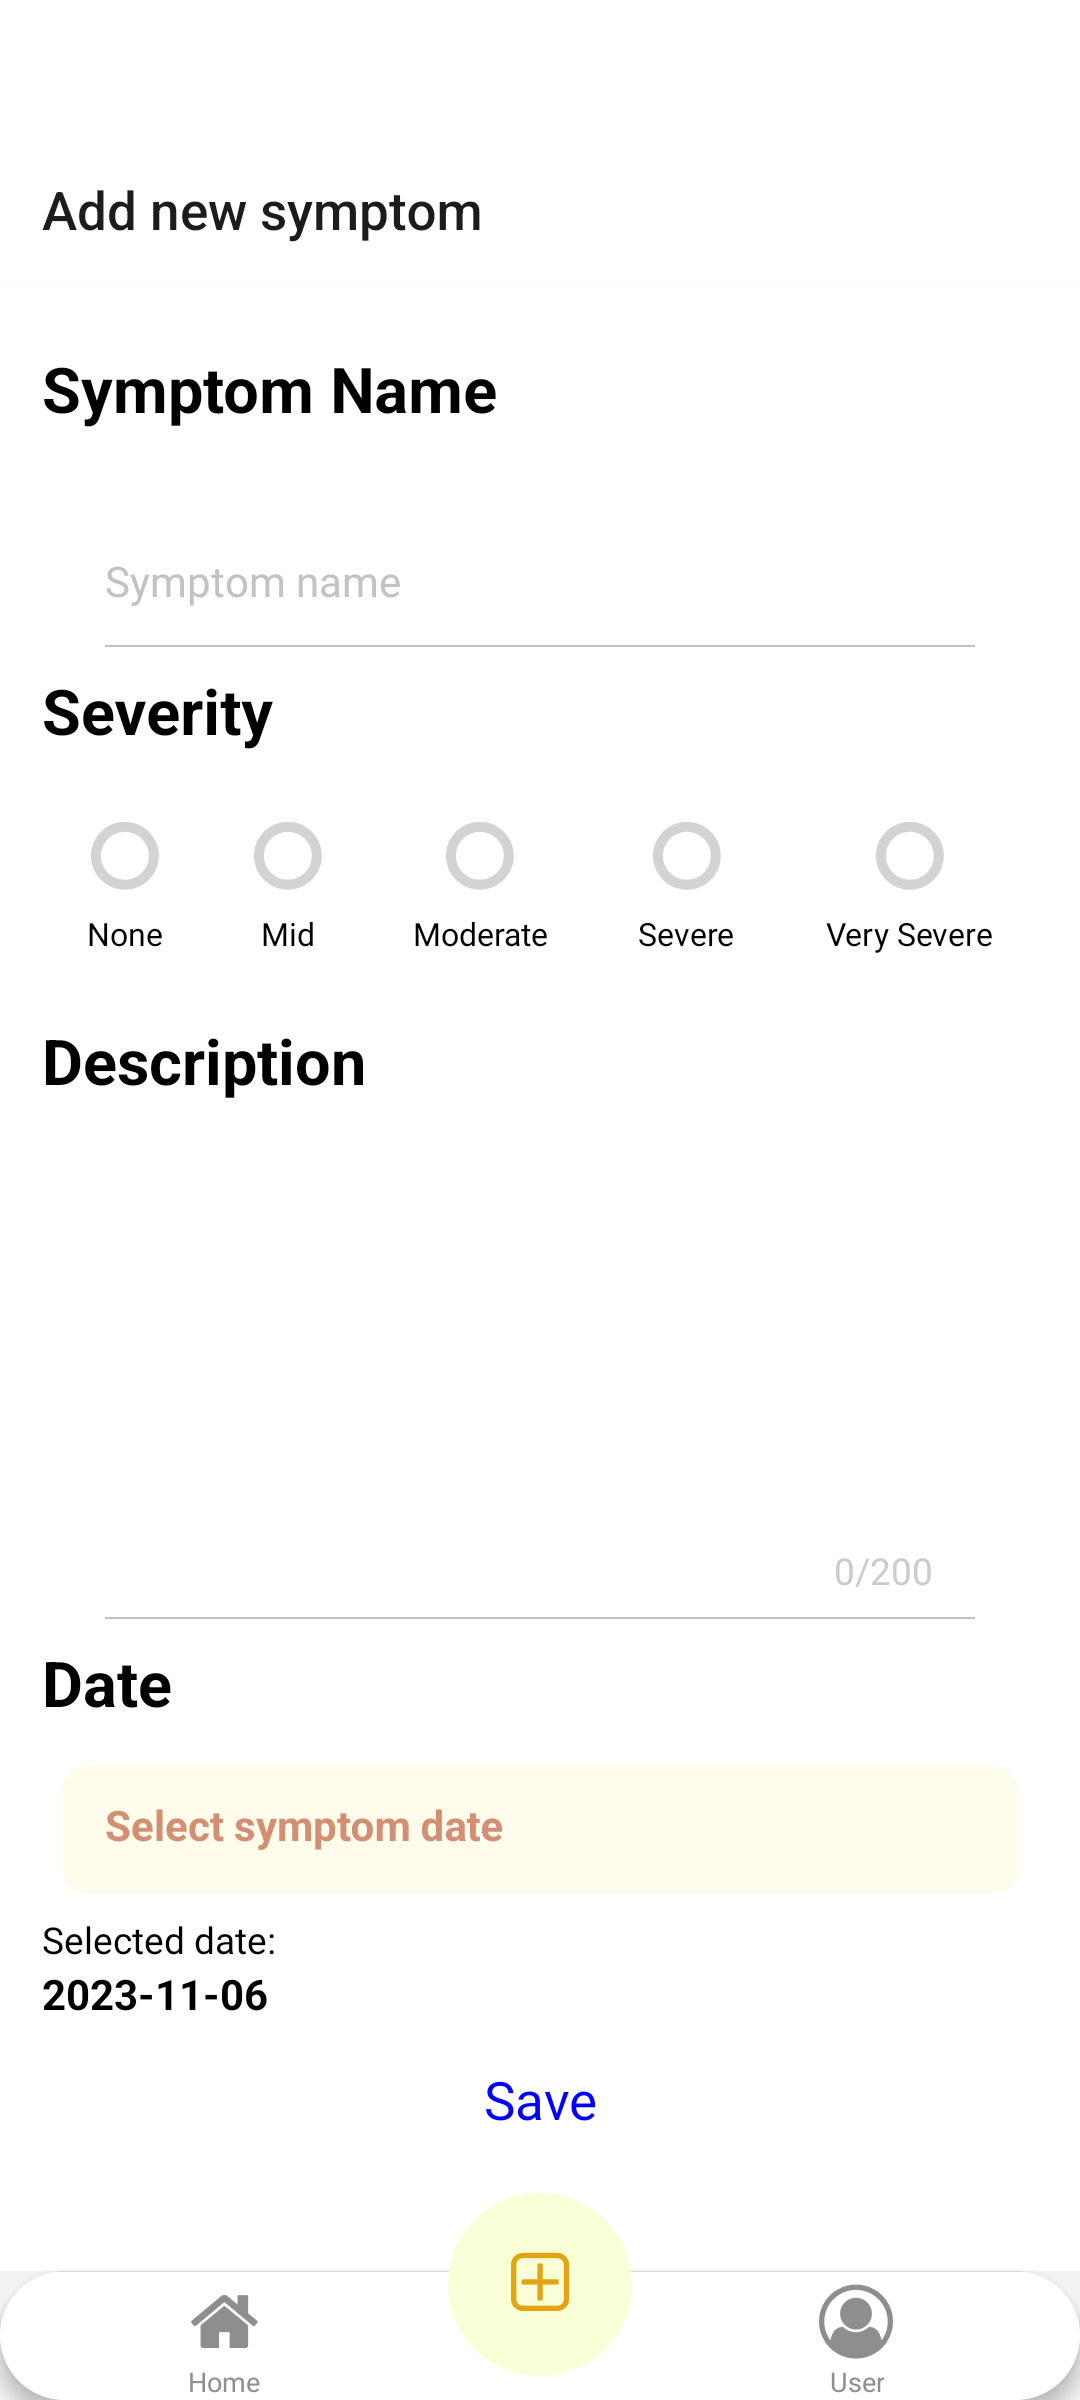 Add new symptom
Symptom Name
Symptom name
Severity
None Mid Moderate Severe Very Severe
Description
0/200
Date
Select symptom date
Selected date:
2023-11-06
Save
Home User